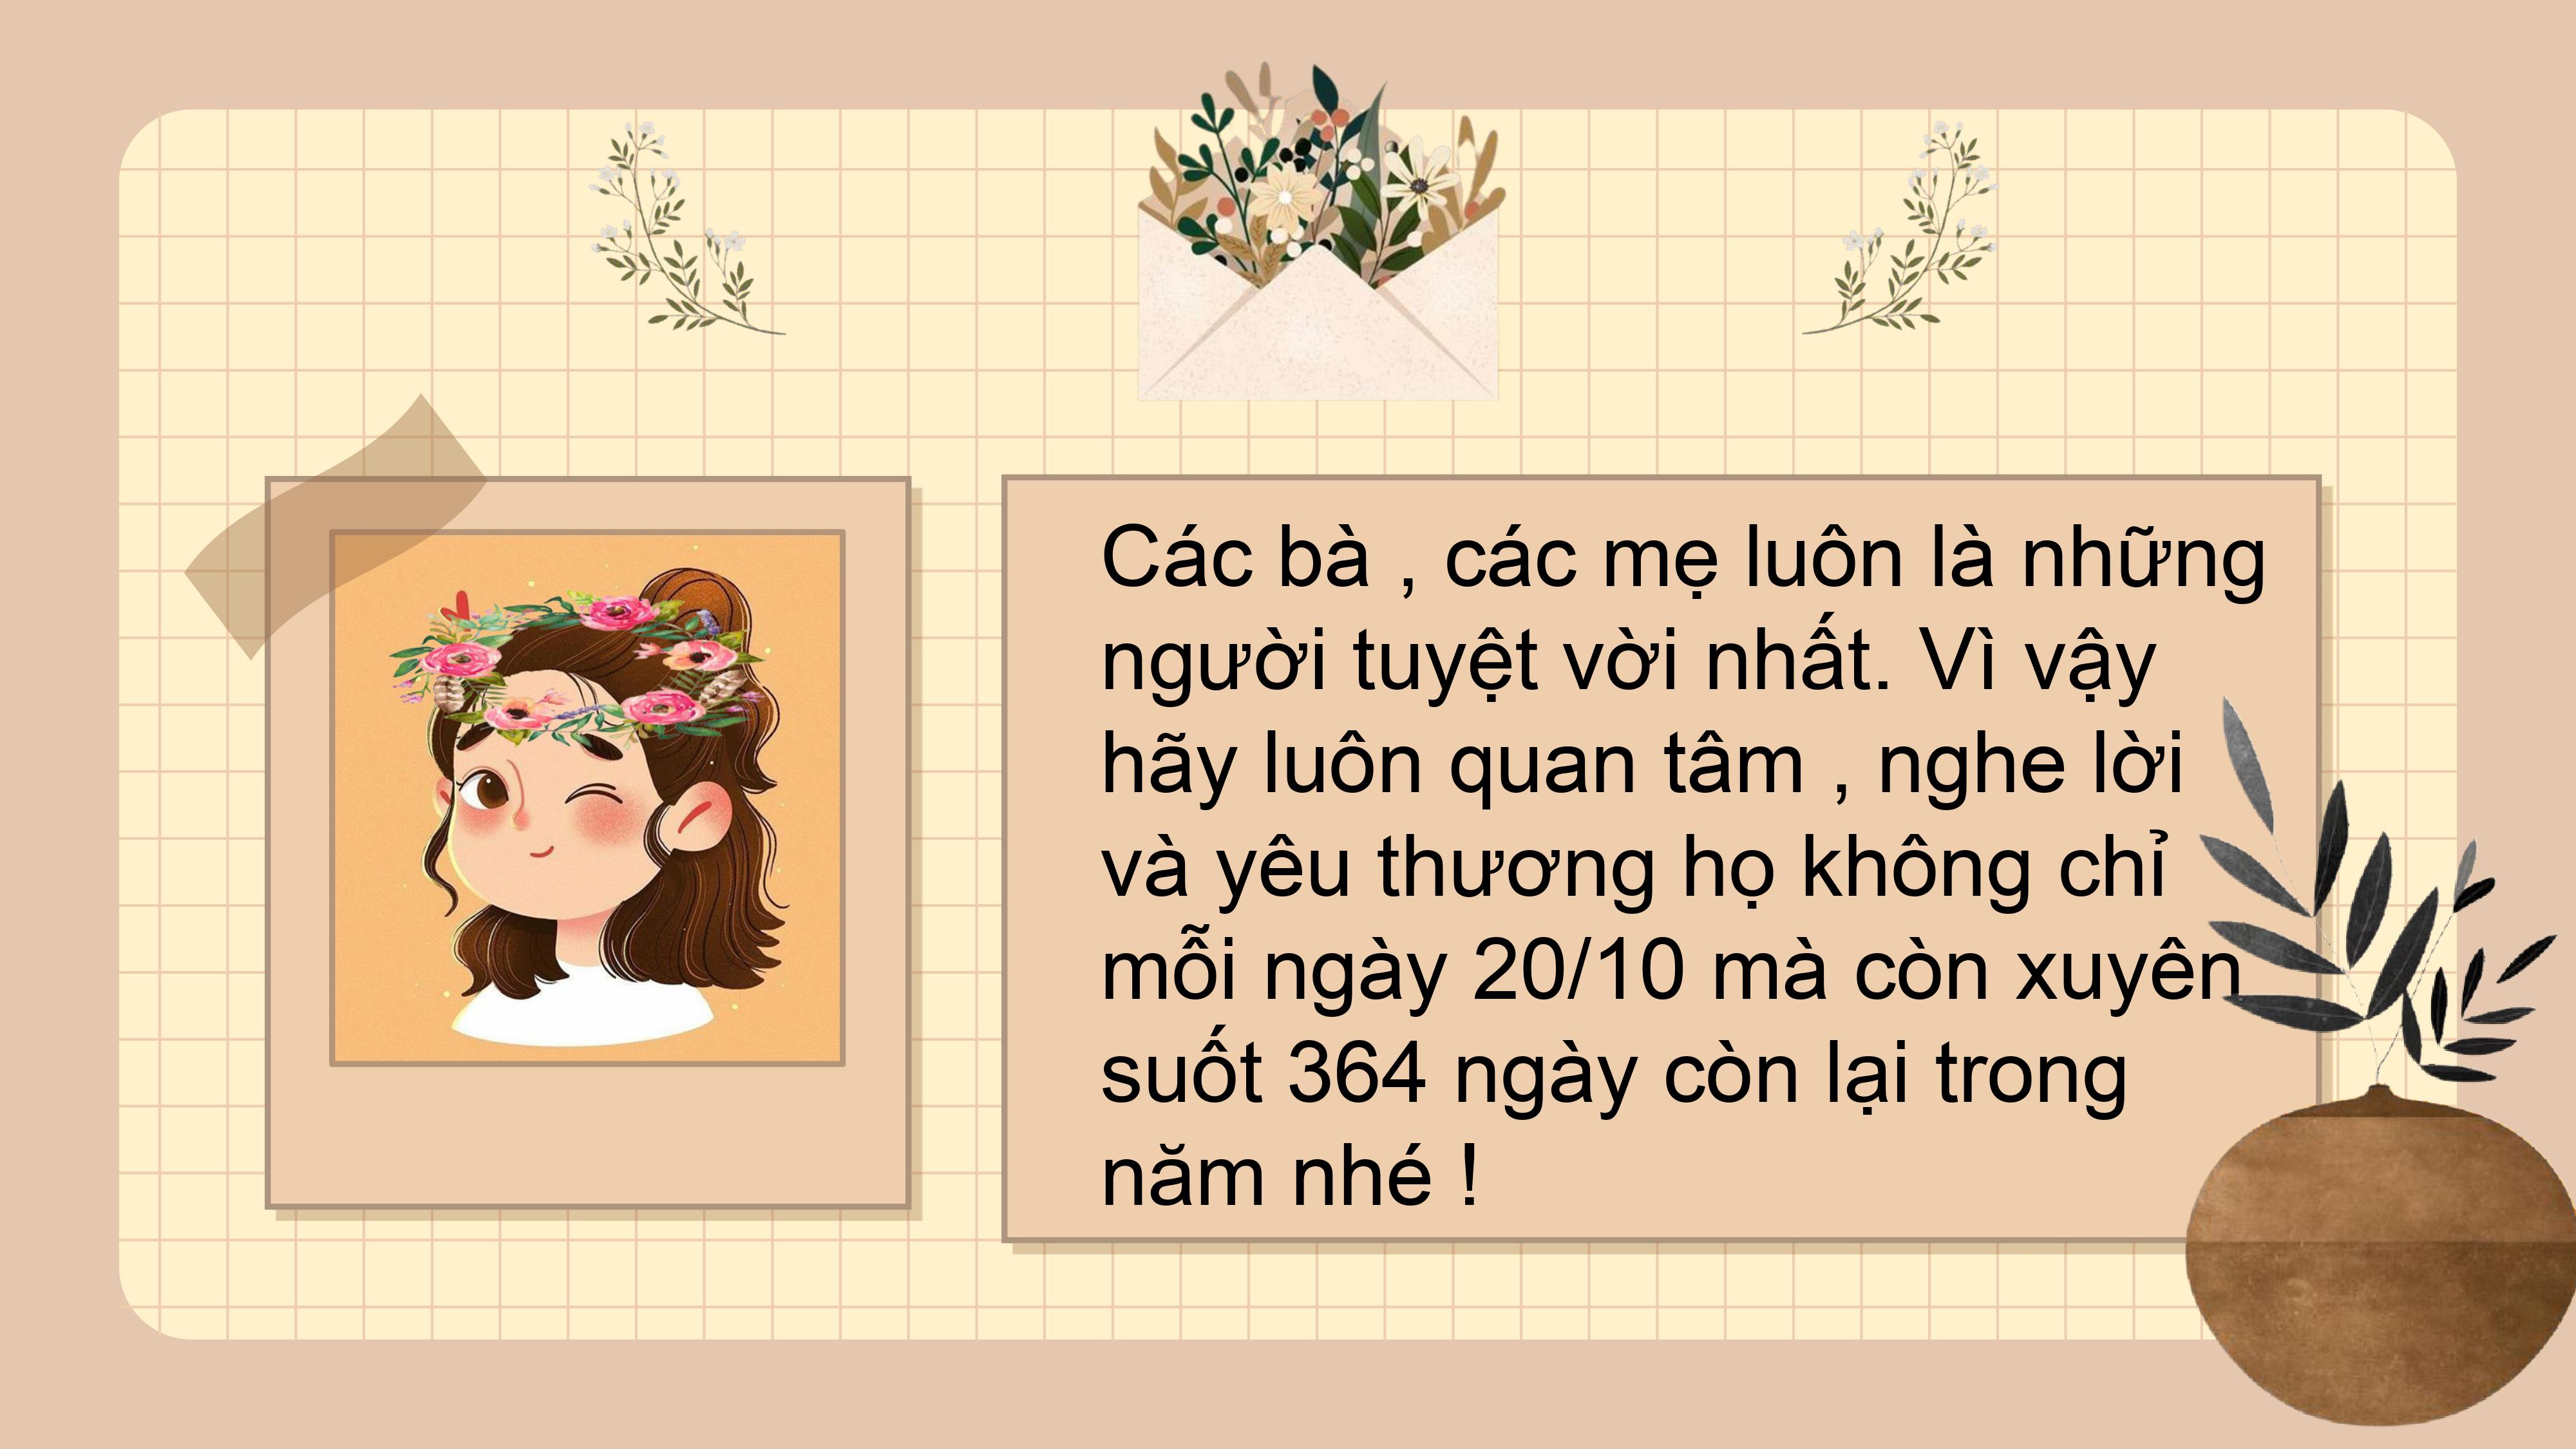 Các bà , các mẹ luôn là những
người tuyệt vời nhất. Vì vậy
hãy luôn quan tâm , nghe lời
và yêu thương họ không chỉ
mỗi ngày 20/10 mà còn xuyên
suốt 364 ngày còn lại trong
năm nhé !